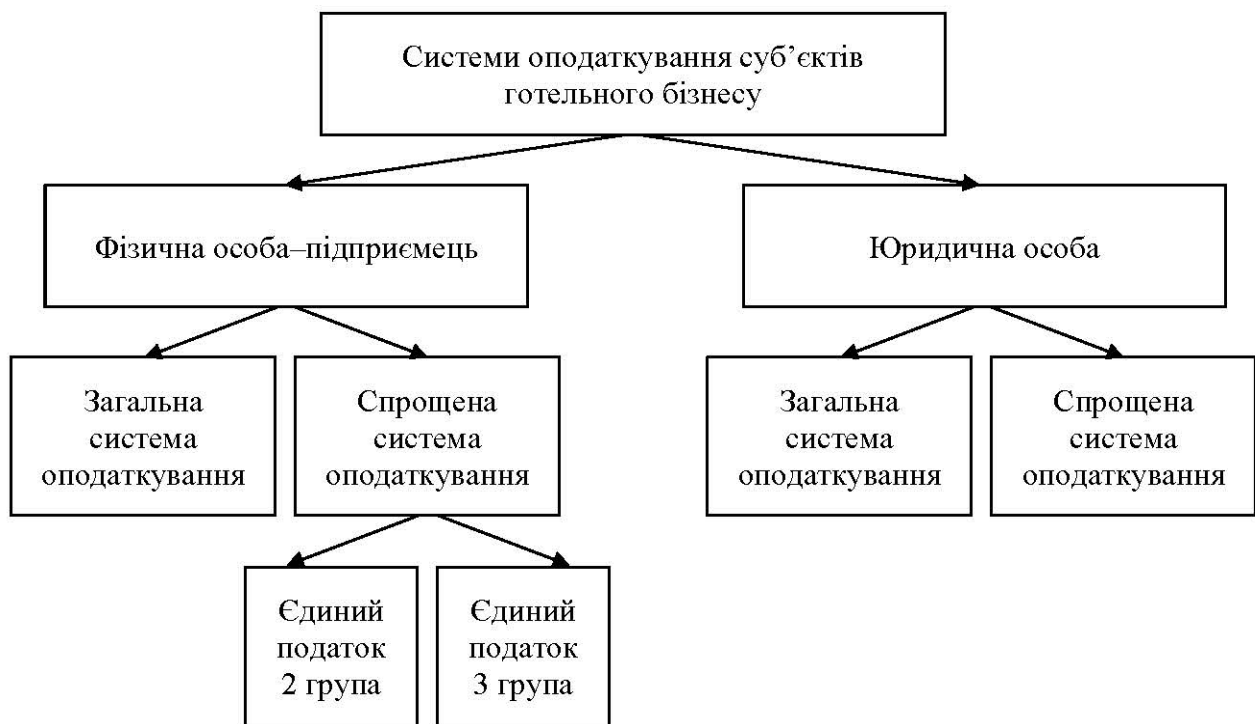 Системи оподаткування суб’єктів
готельного бізнесу
Фізична особа–підприємець
Юридична особа
Загальна
система
оподаткування
Спрощена
система
оподаткування
Загальна
система
оподаткування
Спрощена
система
оподаткування
Єдиний
податок
2 група
Єдиний
податок
3 група